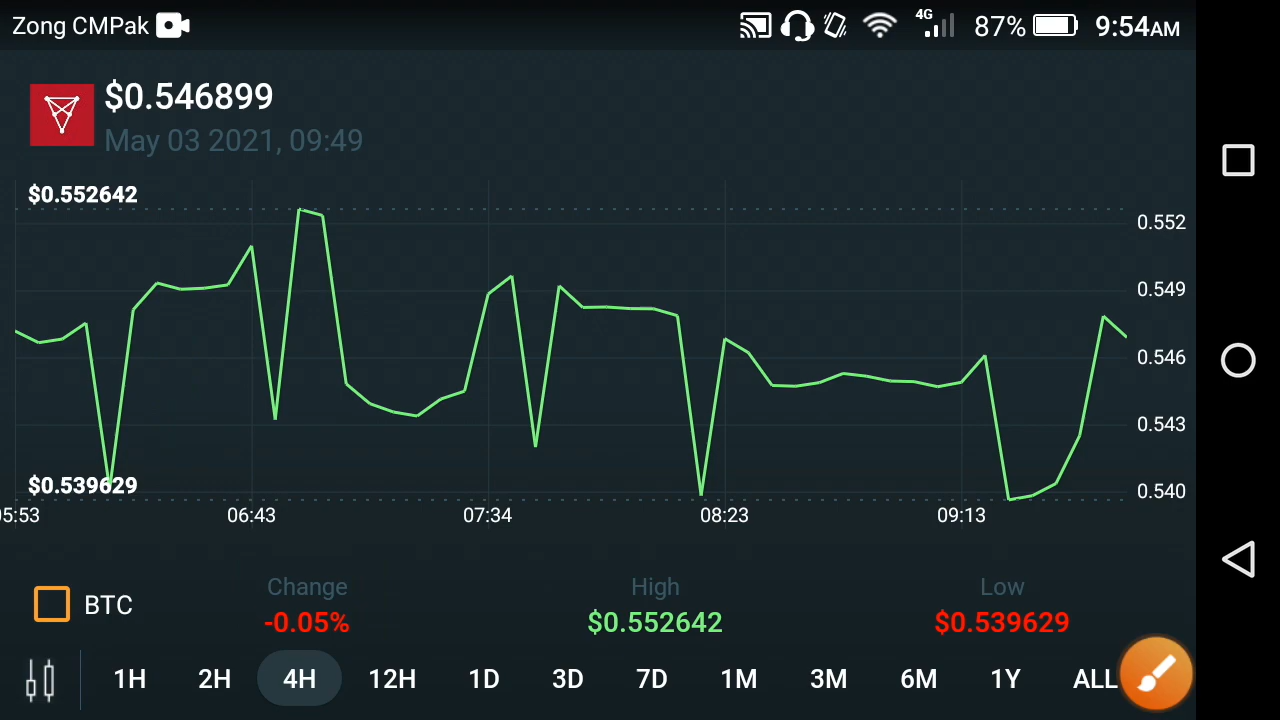 Zong CMPak 4G 87% 9:54AM
$0.546899
May 03 2021, 09:49
$0.552642
0.552
0.549
0.546
0.543
$0.539629
0.540
05:53 06:43 07:34 08:23 09:13
BTC
Change High Low
-0.05% $0.552642 $0.539629
1H 2H 4H 12H 1D 3D 7D 1M 3M 6M 1Y ALL